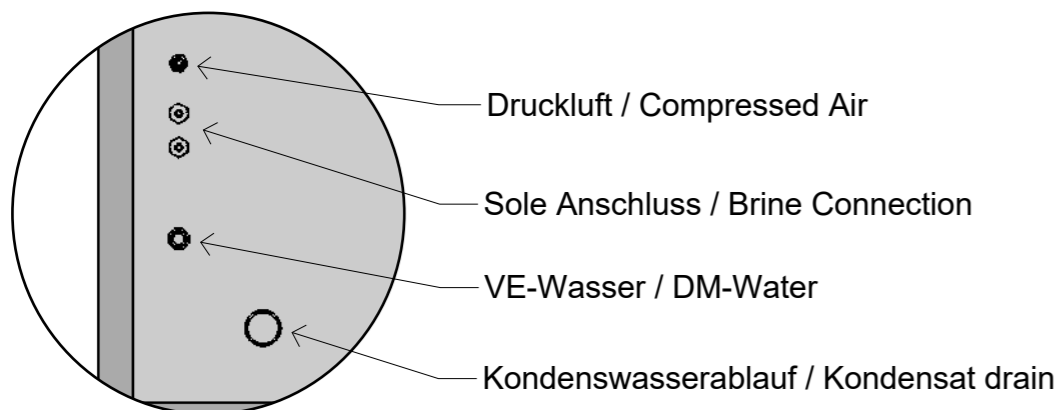 Druckluft / Compressed Air
Sole Anschluss / Brine Connection
VE-Wasser / DM-Water
Kondenswasserablauf / Kondensat drain